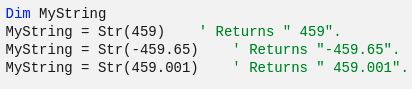 Dim MyString
MyString = Str(459)    ' Returns " 459".
MyString = Str(-459.65)    ' Returns "-459.65".
MyString = Str(459.001)    ' Returns " 459.001".